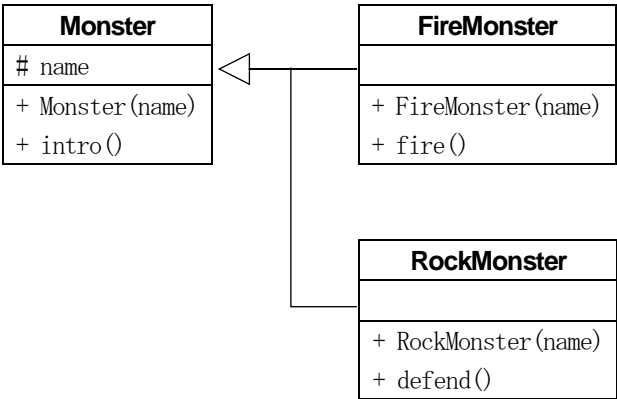 Monster
# name
+ Monster(name)
+ intro()
FireMonster
+ FireMonster(name)
+ fire()
RockMonster
+ RockMonster(name)
+ defend()